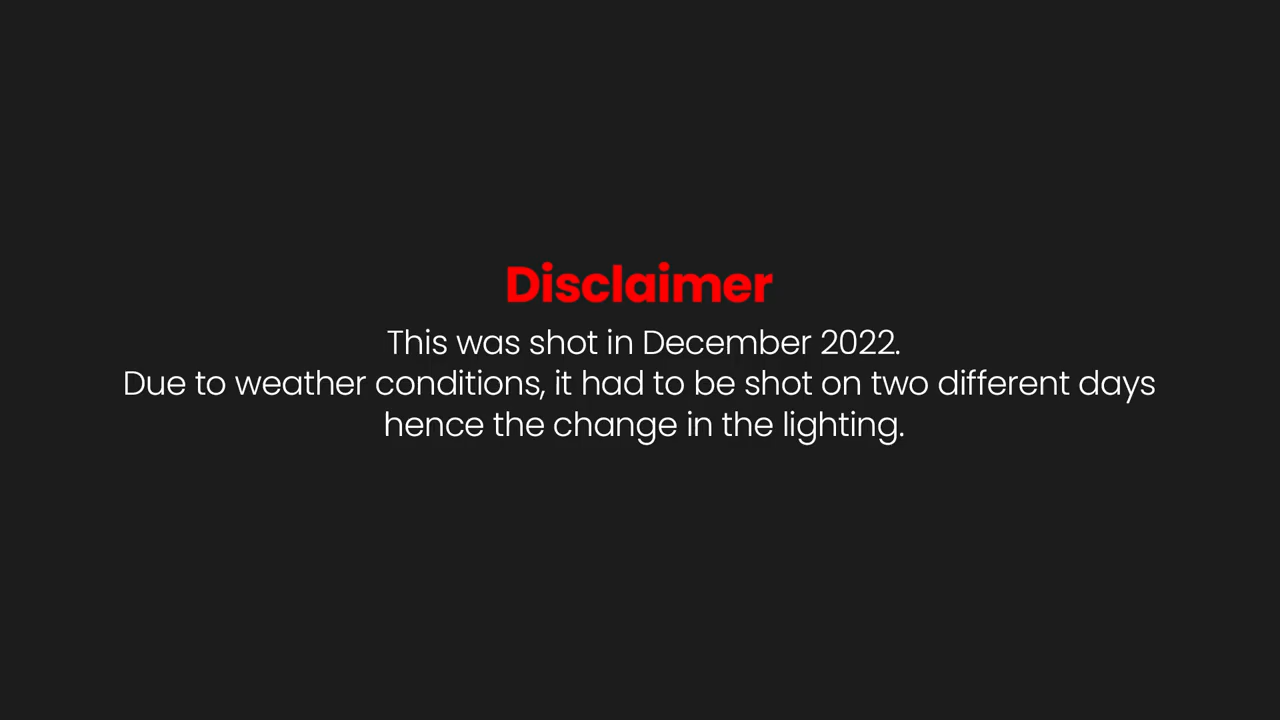 Disclaimer
This was shot in December 2022.
Due to weather conditions, it had to be shot on two different days
hence the change in the lighting.